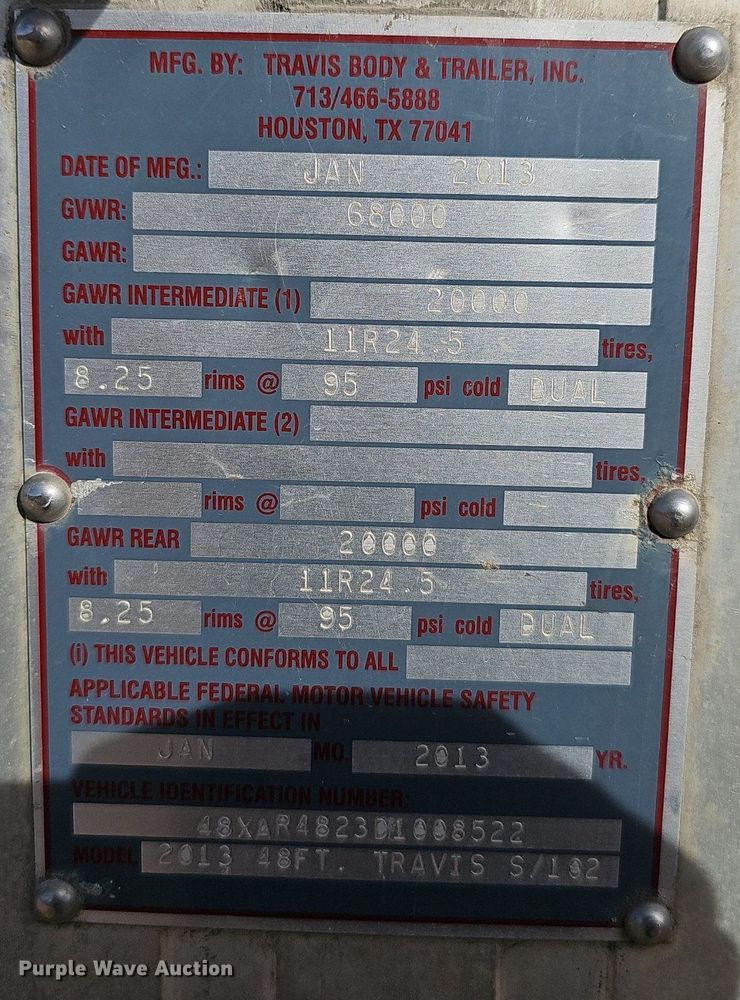 MFG. BY: TRAVIS BODY & TRAILER, INC.
713/466-5888
HOUSTON, TX 77041
DATE OF MFG.: JAN 2013
GVWR: 68000
GAWR:
GAWR INTERMEDIATE (1) 20000
with 11R24.5 tires,
8.25 rims @ 95 psi cold DUAL
GAWR INTERMEDIATE (2)
with tires,
rims @ psi cold
GAWR REAR 20000
with 11R24.5 tires,
8.25 rims @ 95 psi cold DUAL
(i) THIS VEHICLE CONFORMS TO ALL
APPLICABLE FEDERAL MOTOR VEHICLE SAFETY
STANDARDS IN EFFECT IN
JAN MO. 2013 YR.
VEHICLE IDENTIFICATION NUMBER:
48XAR4823D1008522
MODEL 2013 48FT. TRAVIS S/102
Purple Wave Auction